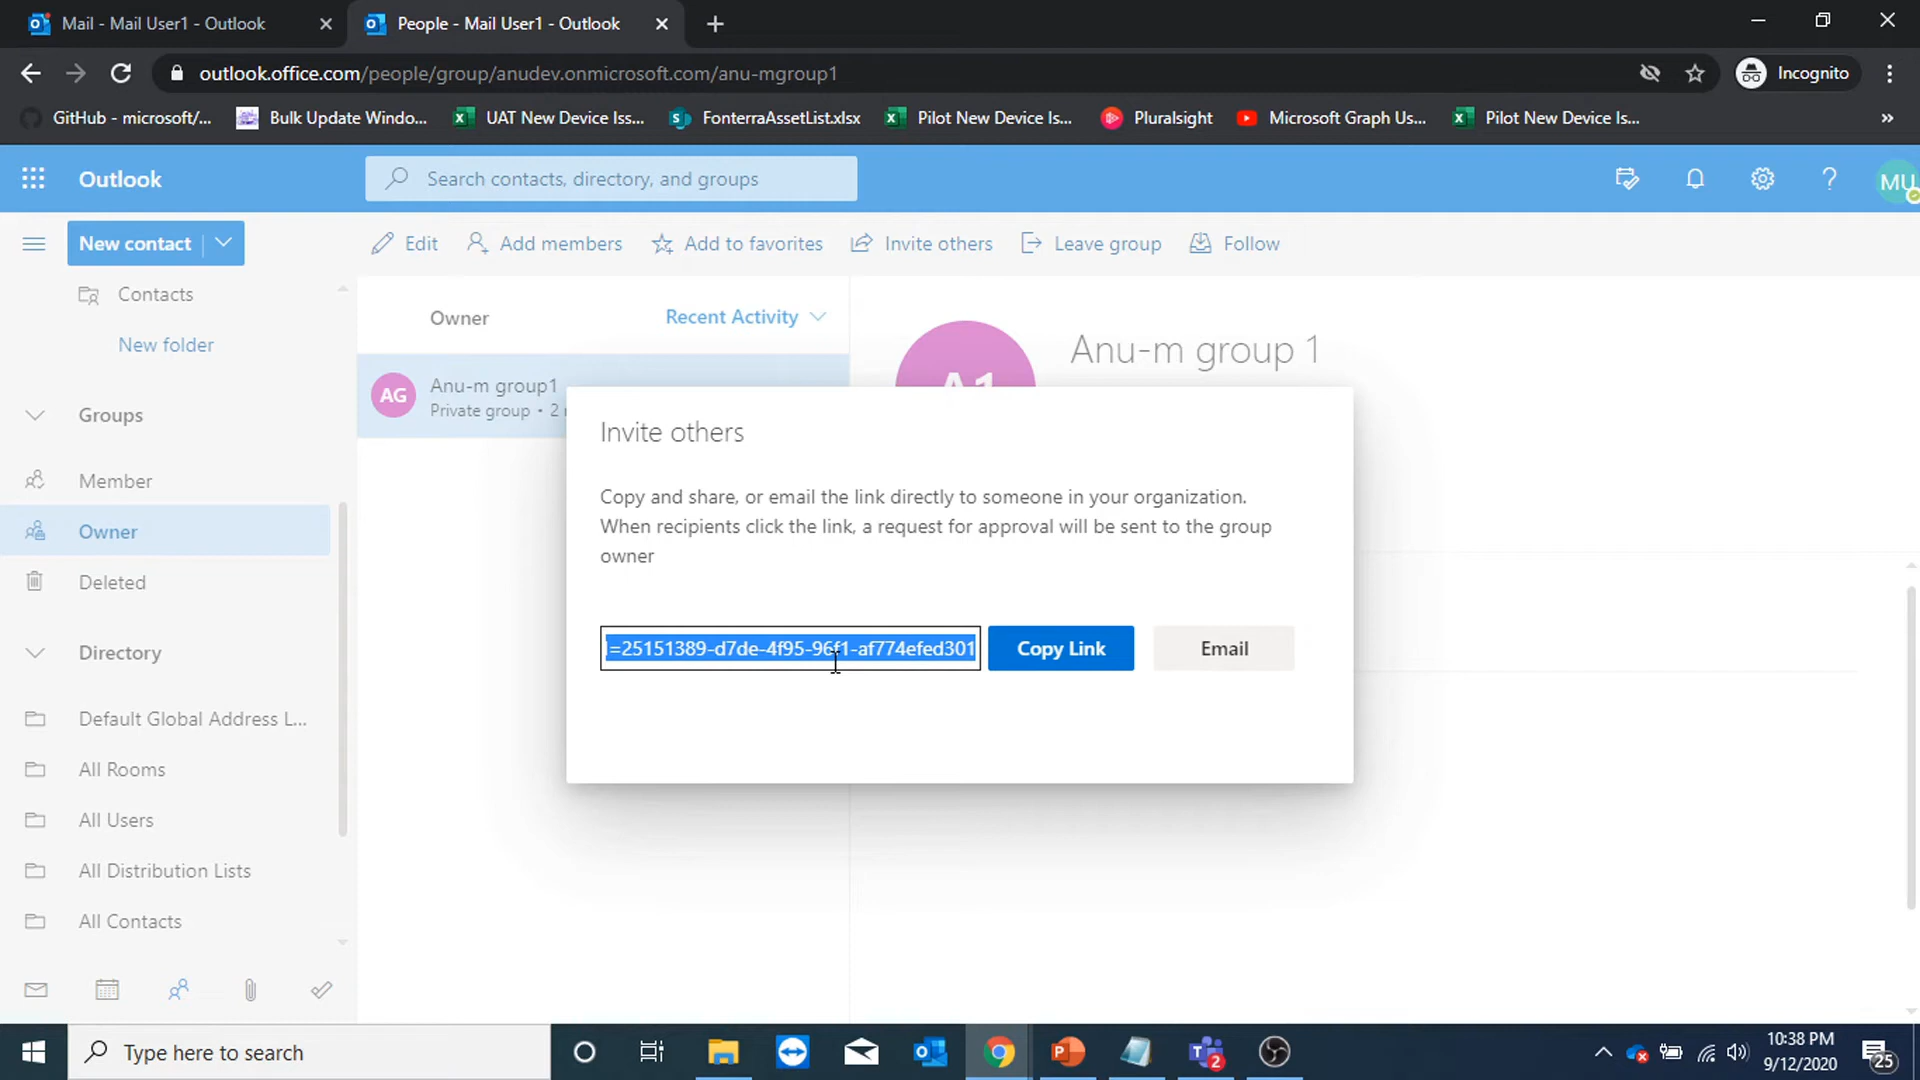 Mail - Mail User1 - Outlook
People - Mail User1 - Outlook
outlook.office.com/people/group/anudev.onmicrosoft.com/anu-mgroup1
Incognito
GitHub - microsoft/...
Bulk Update Windo...
UAT New Device Iss...
FonterraAssetList.xlsx
Pilot New Device Is...
Pluralsight
Microsoft Graph Us...
Pilot New Device Is...
»
Outlook
Search contacts, directory, and groups
?
MU
New contact
Edit
Add members
Add to favorites
Invite others
Leave group
Follow
Contacts
New folder
Groups
Member
Owner
Deleted
Directory
Default Global Address L...
All Rooms
All Users
All Distribution Lists
All Contacts
Owner
Recent Activity
AG
Anu-m group1
Private group • 2
A1
Anu-m group 1
Invite others
Copy and share, or email the link directly to someone in your organization.
When recipients click the link, a request for approval will be sent to the group
owner
=25151389-d7de-4f95-96f1-af774efed301
Copy Link
Email
Type here to search
2
10:38 PM
9/12/2020
25